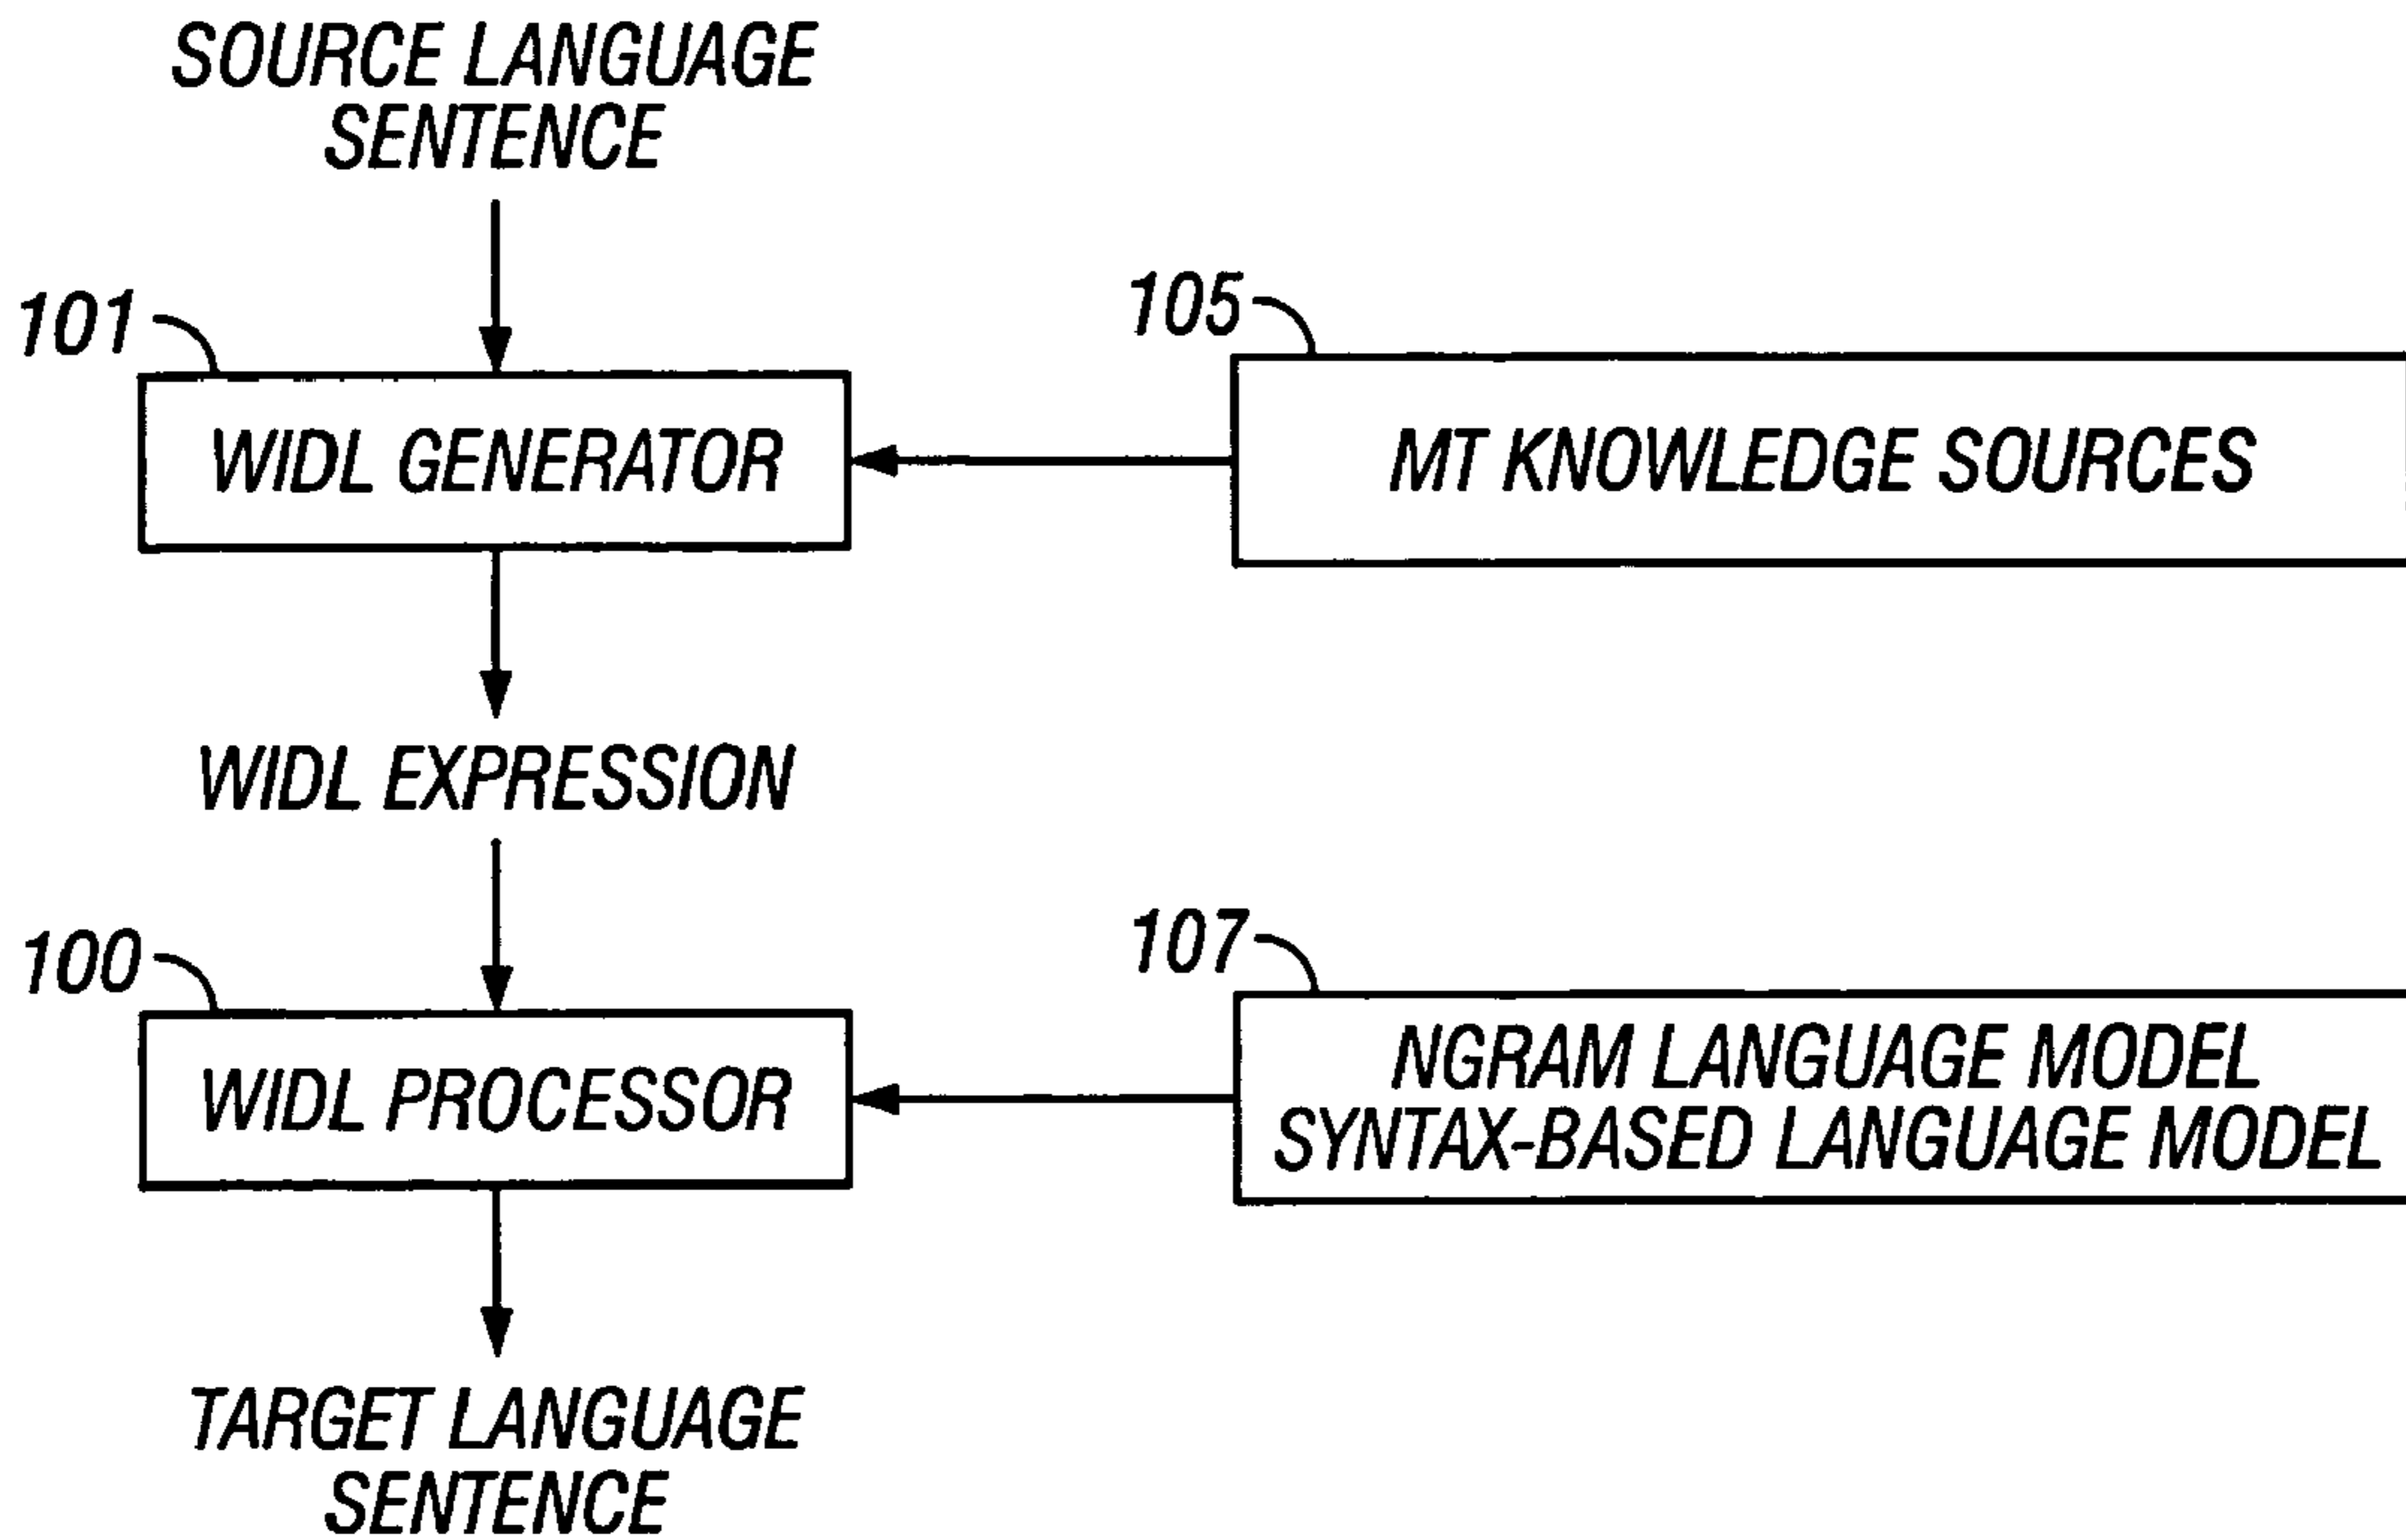 SOURCE LANGUAGE
SENTENCE
101
105
WIDL GENERATOR
MT KNOWLEDGE SOURCES
WIDL EXPRESSION
100
107
WIDL PROCESSOR
NGRAM LANGUAGE MODEL
SYNTAX-BASED LANGUAGE MODEL
TARGET LANGUAGE
SENTENCE